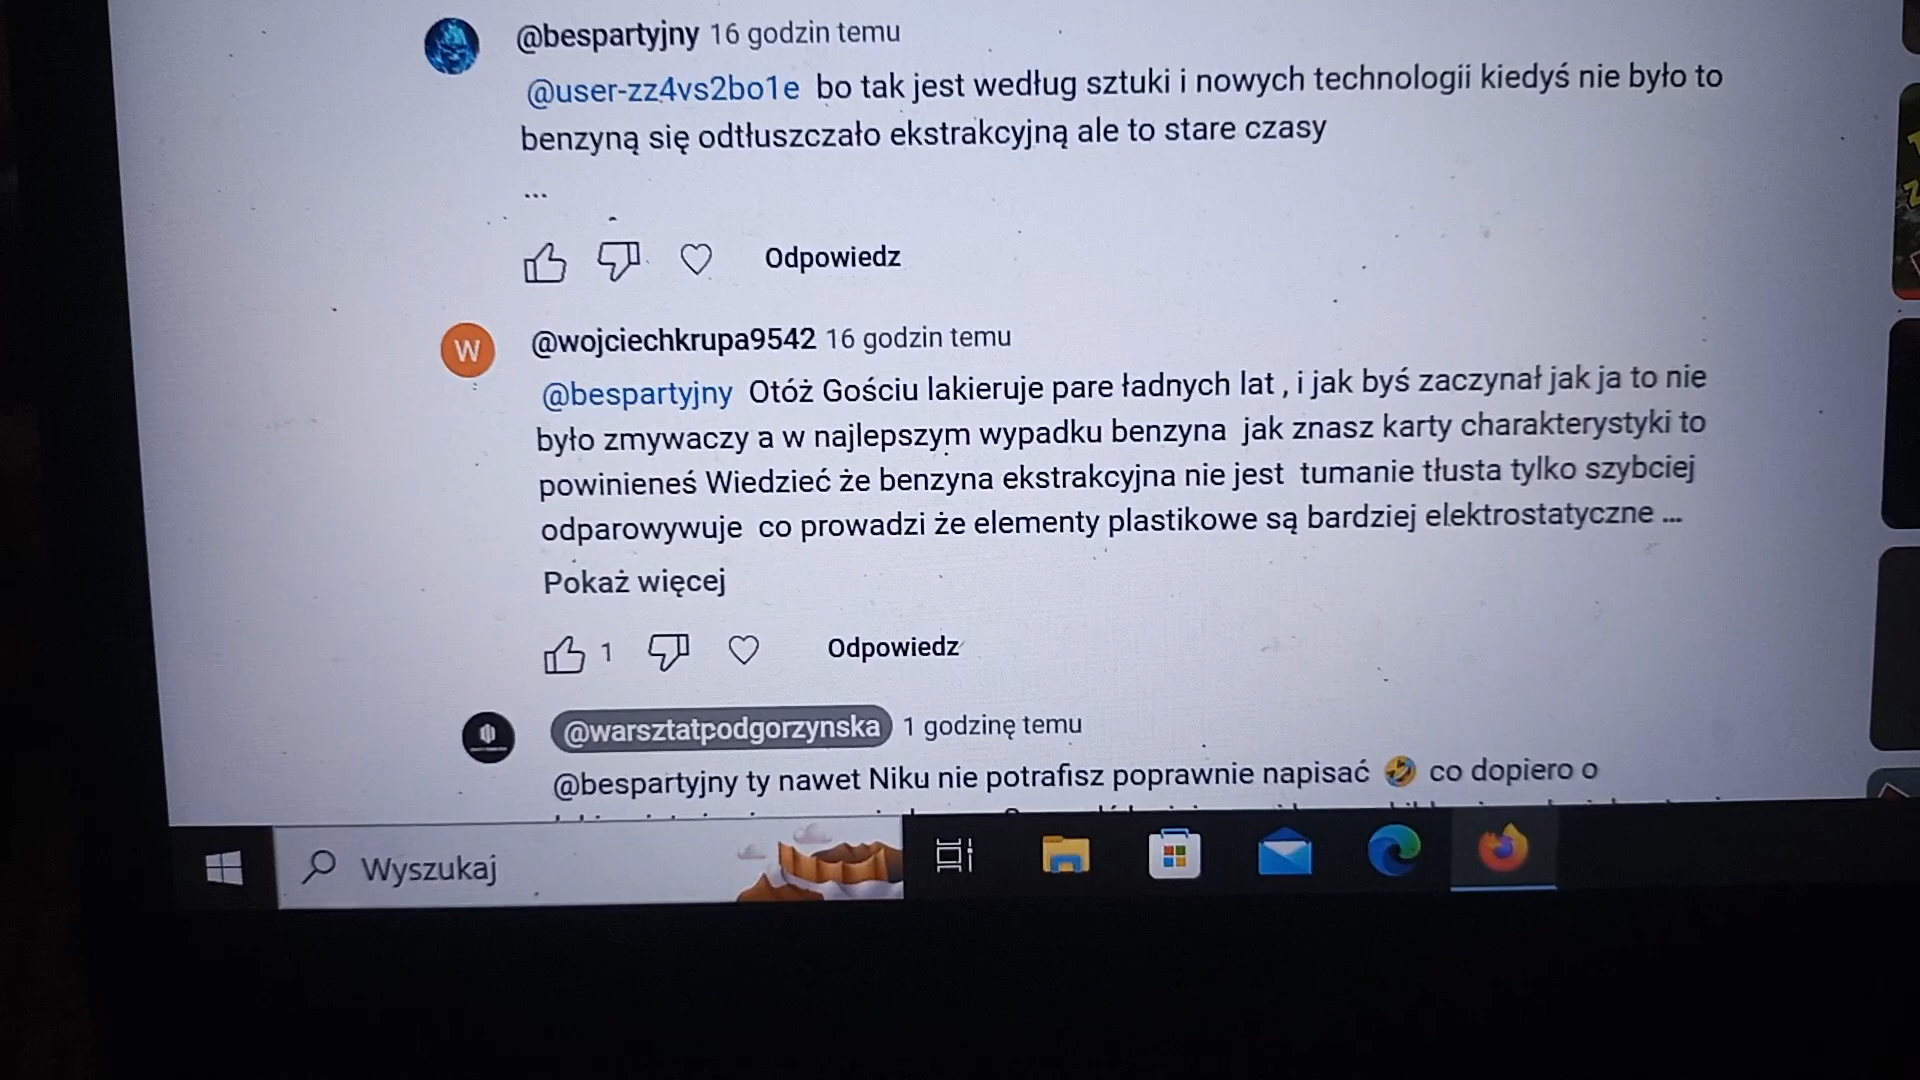 @bespartyjny 16 godzin temu
@user-zz4vs2bo1e bo tak jest według sztuki i nowych technologii kiedyś nie było to
benzyną się odtłuszczało ekstrakcyjną ale to stare czasy
...
Odpowiedz
W
@wojciechkrupa9542 16 godzin temu
@bespartyjny Otóż Gościu lakieruje pare ładnych lat , i jak byś zaczynał jak ja to nie
było zmywaczy a w najlepszym wypadku benzyna jak znasz karty charakterystyki to
powinieneś Wiedzieć że benzyna ekstrakcyjna nie jest tumanie tłusta tylko szybciej
odparowywuje co prowadzi że elementy plastikowe są bardziej elektrostatyczne ...
Pokaż więcej
1 Odpowiedz
@warsztatpodgorzynska 1 godzinę temu
@bespartyjny ty nawet Niku nie potrafisz poprawnie napisać 🤣 co dopiero o
Wyszukaj